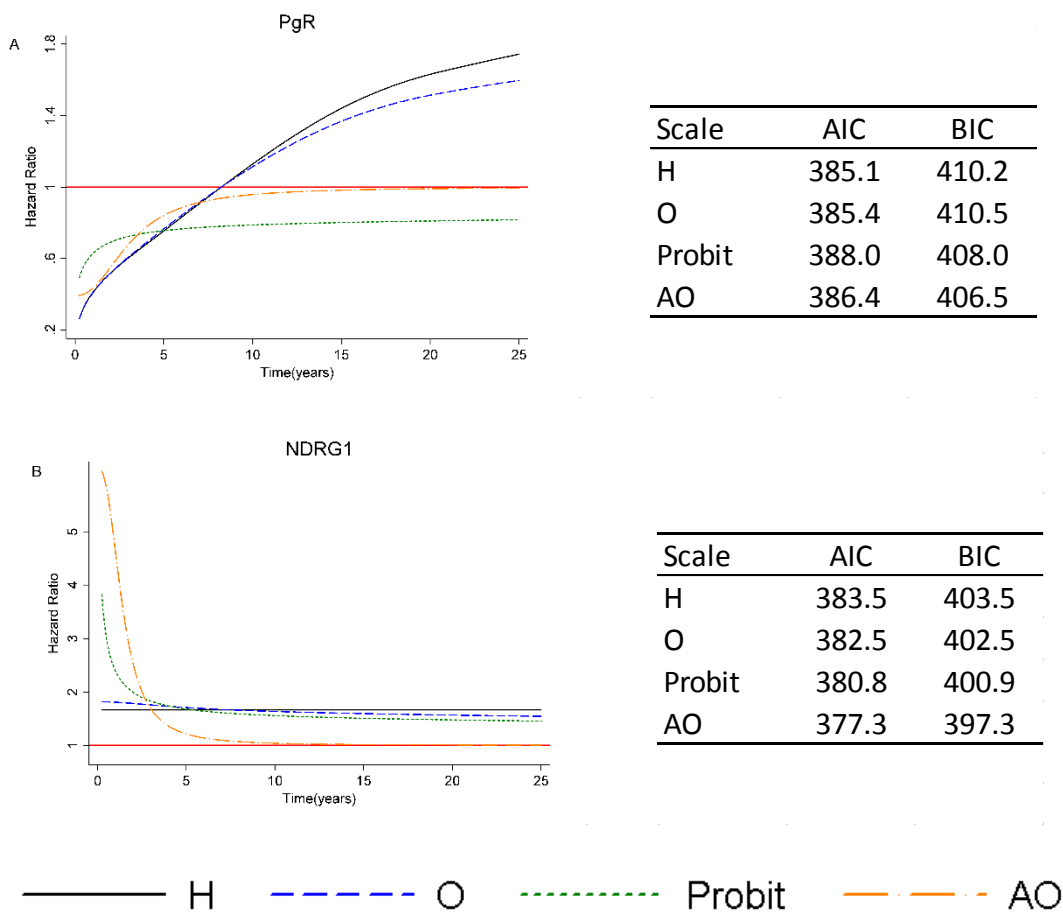 PgR
A
1.8
1.4
1
.6
.2
Hazard Ratio
0 5 10 15 20 25
Time(years)
Scale AIC BIC
H 385.1 410.2
O 385.4 410.5
Probit 388.0 408.0
AO 386.4 406.5
NDRG1
B
5
4
3
2
1
Hazard Ratio
0 5 10 15 20 25
Time(years)
Scale AIC BIC
H 383.5 403.5
O 382.5 402.5
Probit 380.8 400.9
AO 377.3 397.3
H O Probit AO